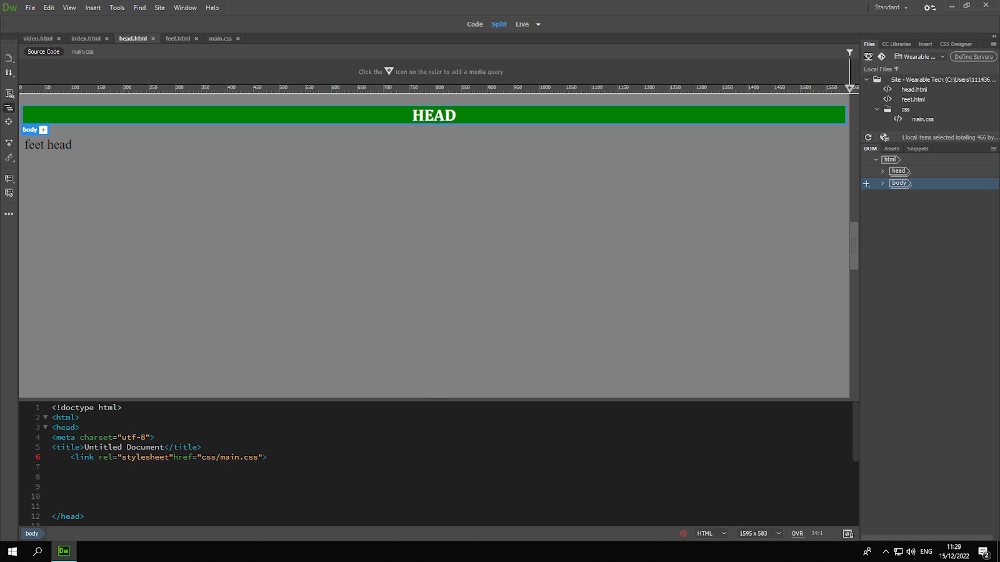 Dw File Edit View Insert Tools Find Site Window Help Standard
Code Split Live
video.html index.html head.html feet.html main.css
Source Code main.css
Click the icon on the ruler to add a media query
0 50 100 150 200 250 300 350 400 450 500 550 600 650 700 750 800 850 900 950 1000 1050 1100 1150 1200 1250 1300 1350 1400 1450 1500 1550
HEAD
body +
feet head
1 <!doctype html>
2 <html>
3 <head>
4 <meta charset="utf-8">
5 <title>Untitled Document</title>
6 <link rel="stylesheet"href="css/main.css">
7
8
9
10
11
12 </head>
13
body HTML 1595 x 583 OVR 14:1
Files CC Libraries Insert CSS Designer
Wearable ... Define Servers
Local Files
Site - Wearable Tech (C:\Users\111436...
head.html
feet.html
css
main.css
1 local items selected totalling 466 by...
DOM Assets Snippets
html
head
body
Dw
ENG 11:29
15/12/2022
2